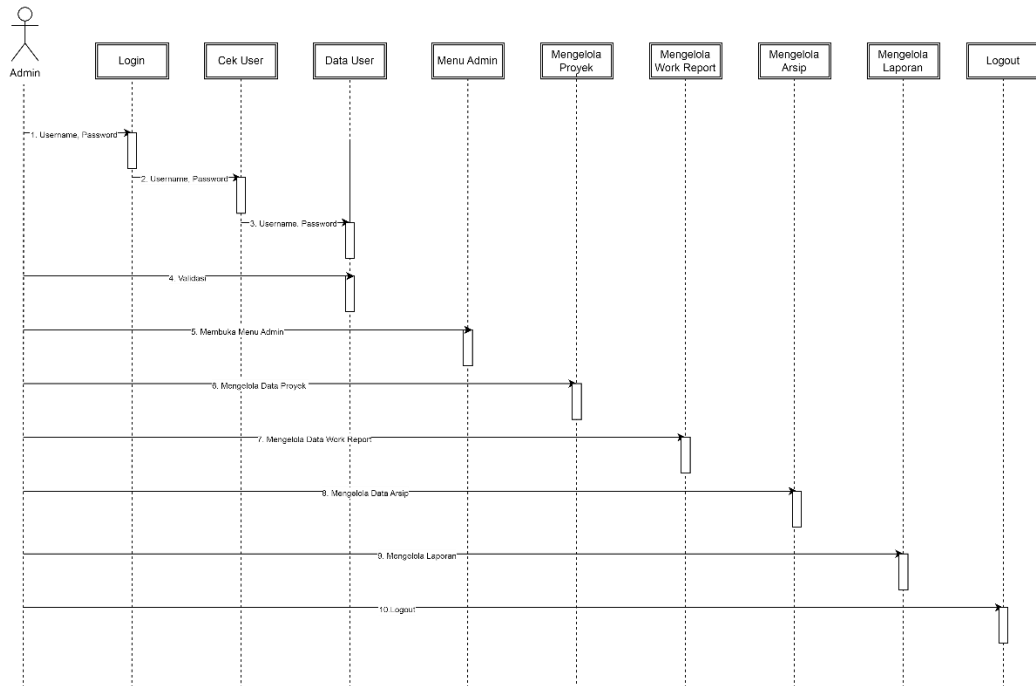 Admin
Login
Cek User
Data User
Menu Admin
Mengelola
Proyek
Mengelola
Work Report
Mengelola
Arsip
Mengelola
Laporan
Logout
1. Username, Password
2. Username, Password
3. Username, Password
4. Validasi
5. Membuka Menu Admin
6. Mengelola Data Proyek
7. Mengelola Data Work Report
8. Mengelola Data Arsip
9. Mengelola Laporan
10 Logout